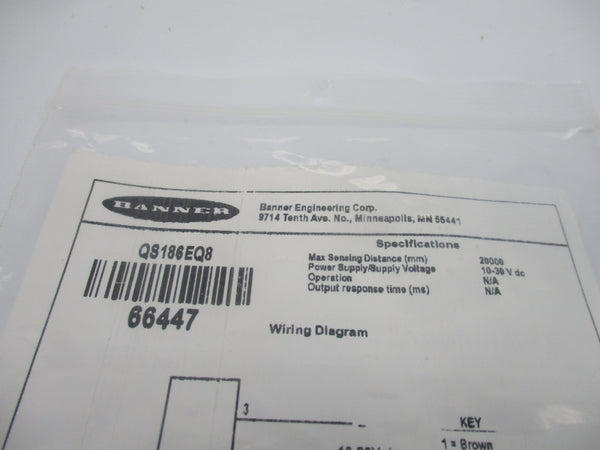 BANNER
Banner Engineering Corp.
9714 Tenth Ave. No., Minneapolis, MN 55441
QS186EQ8
66447
Specifications
Max Sensing Distance (mm) 20000
Power Supply/Supply Voltage 10-30 V dc
Operation N/A
Output response time (ms) N/A
Wiring Diagram
3
KEY
1 = Brown